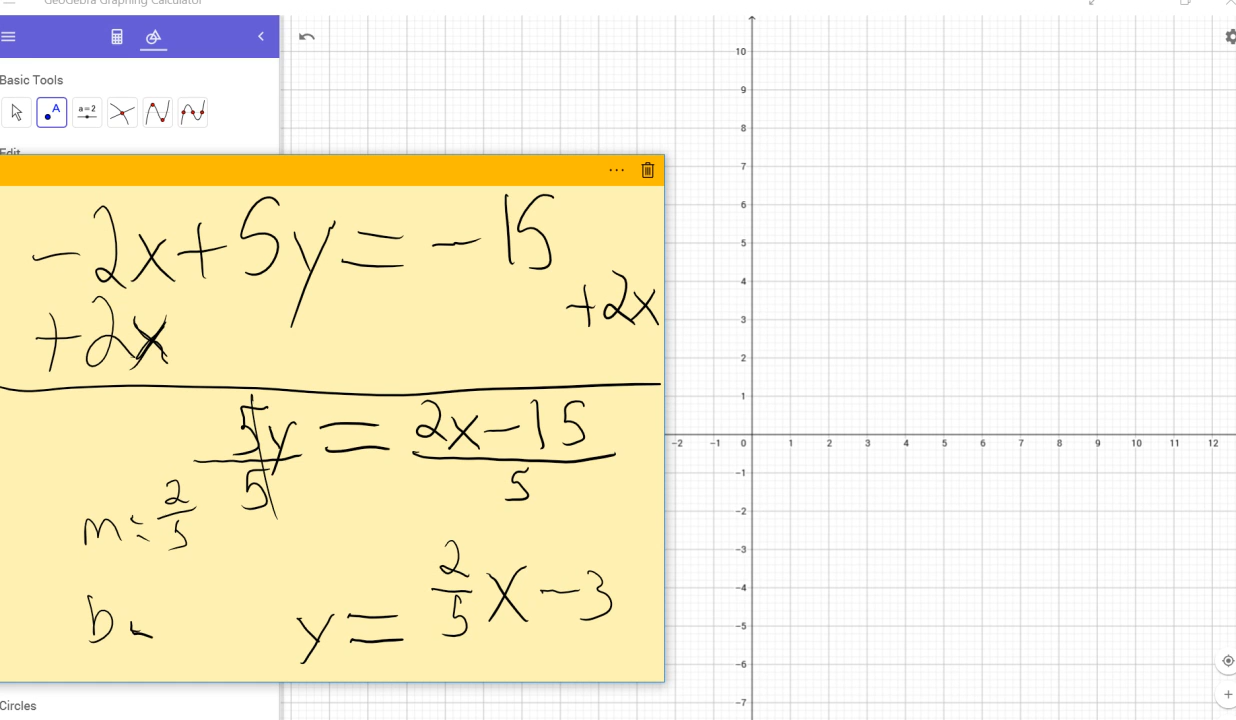 GeoGebra Graphing Calculator
Basic Tools
A
a=2
Edit
-2x+5y=-15
+2x +2x
5y/5 = 2x-15/5
m=2/5
b=
y=2/5x-3
Circles
10
9
8
7
6
5
4
3
2
1
-2 -1 0 1 2 3 4 5 6 7 8 9 10 11 12
-1
-2
-3
-4
-5
-6
-7